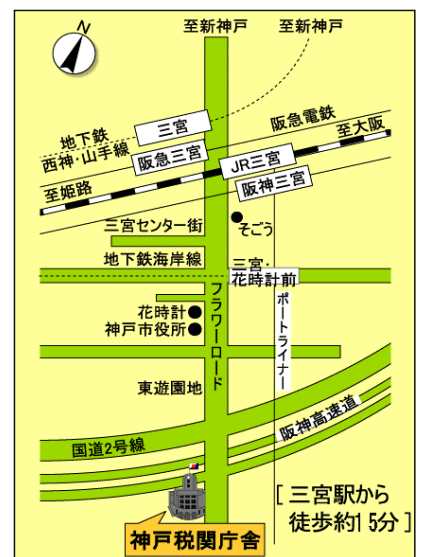 N
至新神戸
至新神戸
三宮
地下鉄
西神・山手線
阪急三宮
阪急電鉄
至大阪
JR三宮
阪神三宮
至姫路
三宮センター街
そごう
地下鉄海岸線
三宮・
花時計前
フラワーロード
ポートライナー
花時計
神戸市役所
東遊園地
国道2号線
阪神高速道
[ 三宮駅から
徒歩約15分 ]
神戸税関庁舎